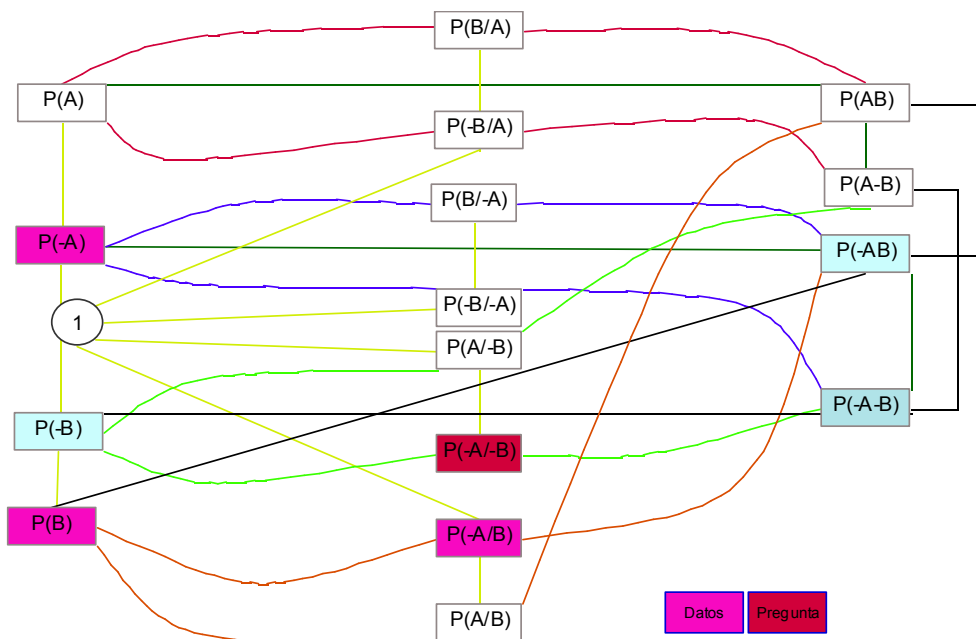 P(B/A)
P(A)
P(AB)
P(-B/A)
P(A-B)
P(B/-A)
P(-A)
P(-AB)
P(-B/-A)
1
P(A/-B)
P(-A-B)
P(-B)
P(-A/-B)
P(B)
P(-A/B)
P(A/B)
Datos
Pregunta